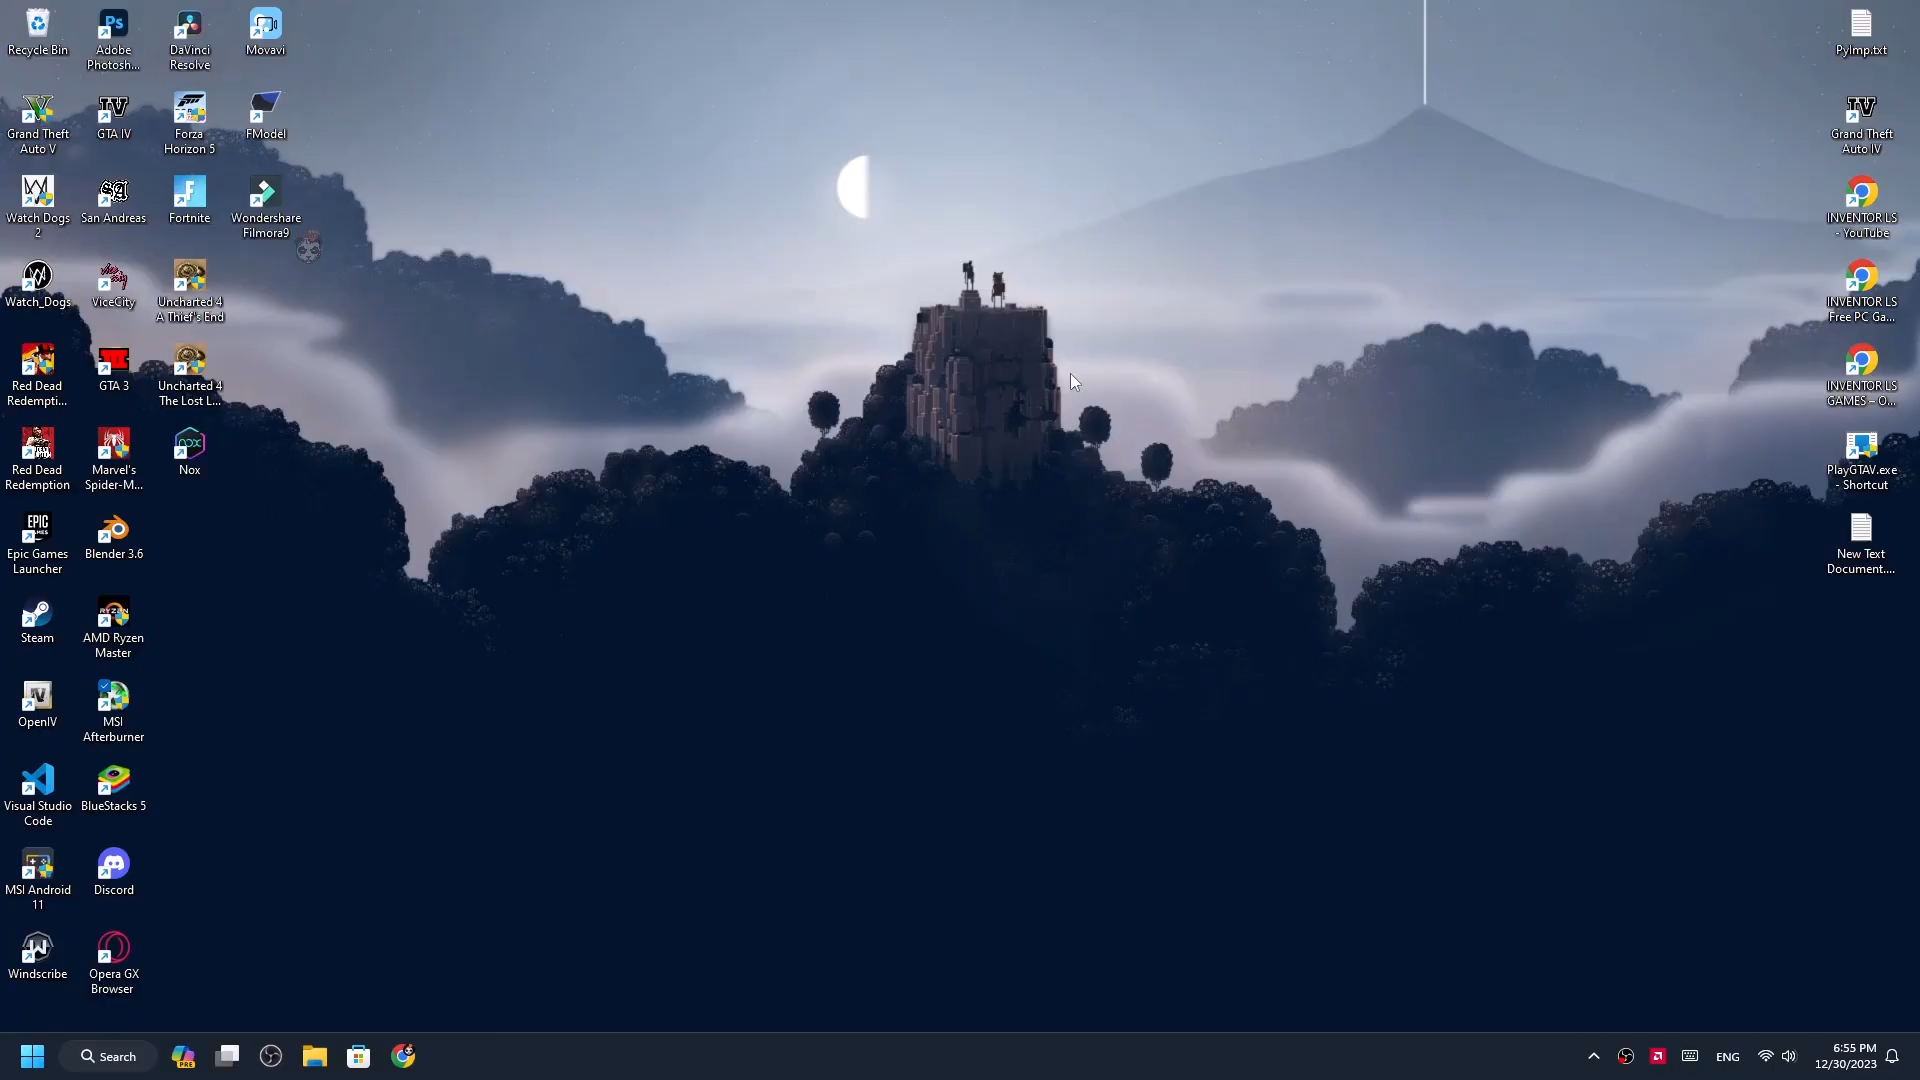 Recycle Bin
Adobe
Photosh...
DaVinci
Resolve
Movavi
Grand Theft
Auto V
GTA IV
Forza
Horizon 5
FModel
Watch Dogs
2
San Andreas
Fortnite
Wondershare
Filmora9
Watch_Dogs
ViceCity
Uncharted 4
A Thief's End
Red Dead
Redempti...
GTA 3
Uncharted 4
The Lost L...
Red Dead
Redemption
Marvel's
Spider-M...
Nox
Epic Games
Launcher
Blender 3.6
Steam
AMD Ryzen
Master
OpenIV
MSI
Afterburner
Visual Studio
Code
BlueStacks 5
MSI Android
11
Discord
Windscribe
Opera GX
Browser
PyImp.txt
Grand Theft
Auto IV
INVENTOR LS
- YouTube
INVENTOR LS
Free PC Ga...
INVENTOR LS
GAMES – O...
PlayGTAV.exe
- Shortcut
New Text
Document....
Search
PRE
ENG
6:55 PM
12/30/2023